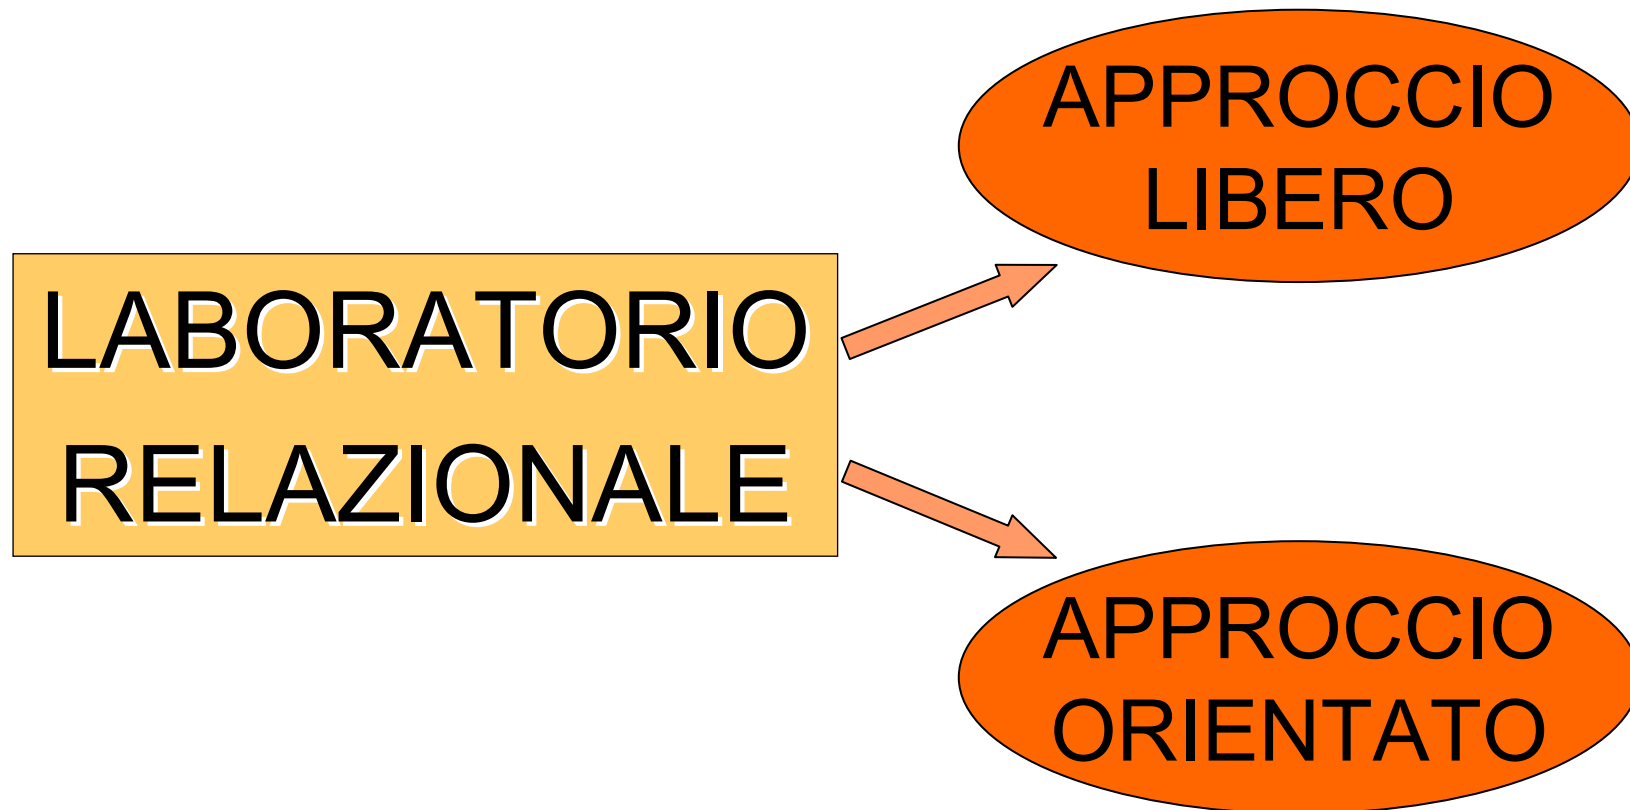 APPROCCIO
LIBERO
LABORATORIO
RELAZIONALE
APPROCCIO
ORIENTATO